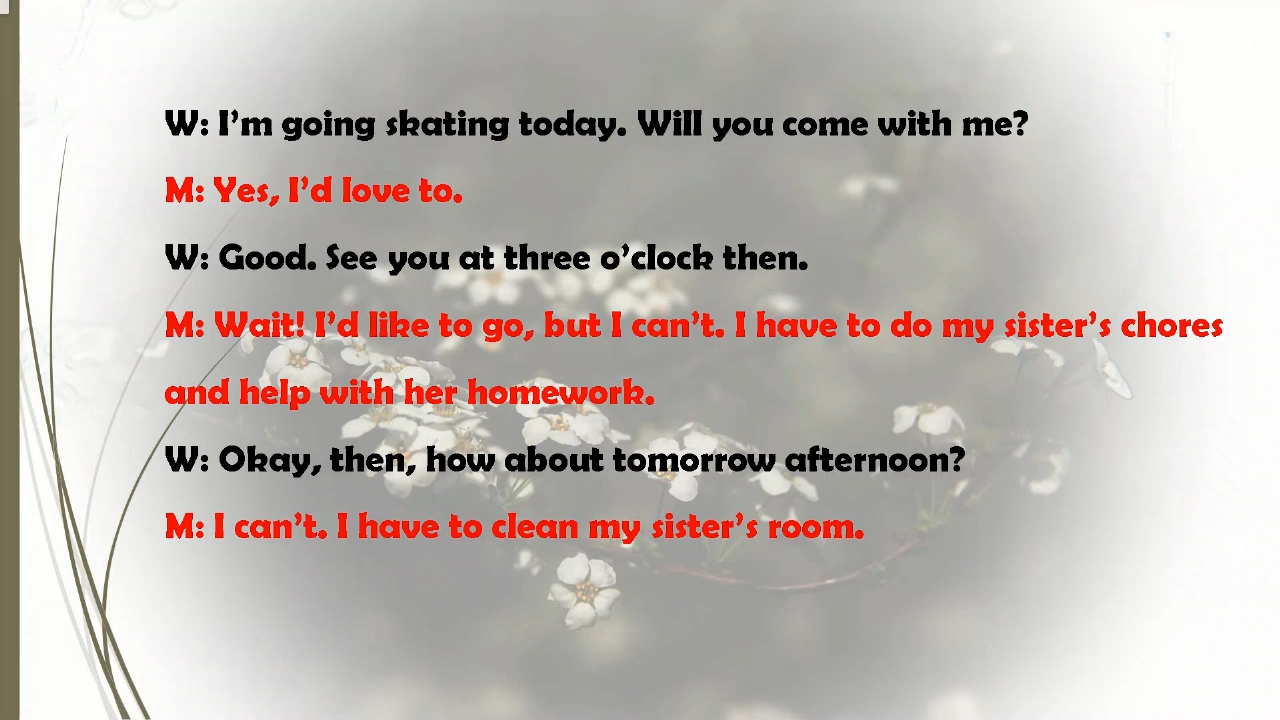 W: I’m going skating today. Will you come with me?
M: Yes, I’d love to.
W: Good. See you at three o’clock then.
M: Wait! I’d like to go, but I can’t. I have to do my sister’s chores
and help with her homework.
W: Okay, then, how about tomorrow afternoon?
M: I can’t. I have to clean my sister’s room.